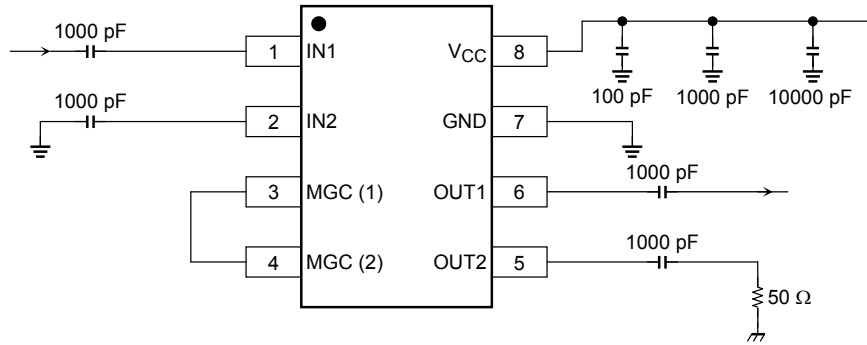 1000 pF
1 IN1 VCC 8
100 pF 1000 pF 10000 pF
1000 pF
2 IN2 GND 7
1000 pF
3 MGC (1) OUT1 6
1000 pF
4 MGC (2) OUT2 5
50 Ω